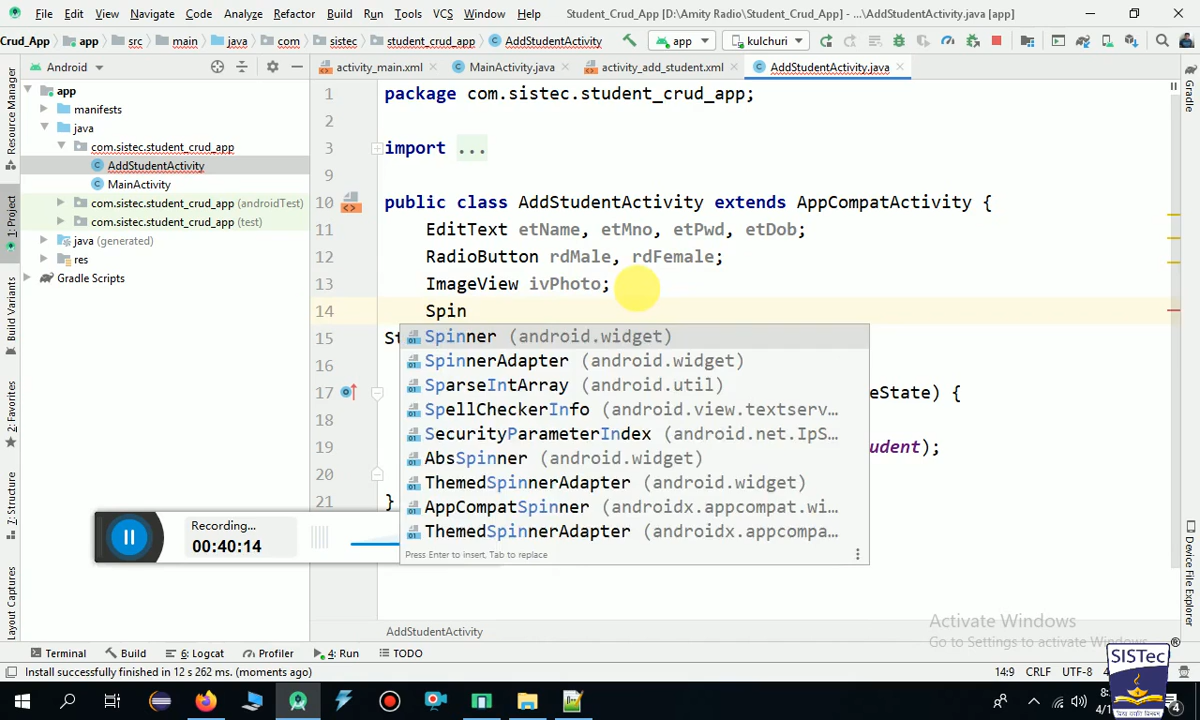 File Edit View Navigate Code Analyze Refactor Build Run Tools VCS Window Help Student_Crud_App [D:\Amity Radio\Student_Crud_App] - ...\AddStudentActivity.java [app]
Crud_App app src main java com sistec student_crud_app AddStudentActivity app kulchuri
Android activity_main.xml MainActivity.java activity_add_student.xml AddStudentActivity.java
Resource Manager
1: Project
Build Variants
2: Favorites
7: Structure
Layout Captures
app
manifests
java
com.sistec.student_crud_app
AddStudentActivity
MainActivity
com.sistec.student_crud_app (androidTest)
com.sistec.student_crud_app (test)
java (generated)
res
Gradle Scripts
1 package com.sistec.student_crud_app;
2
3 import ...
9
10 public class AddStudentActivity extends AppCompatActivity {
11 EditText etName, etMno, etPwd, etDob;
12 RadioButton rdMale, rdFemale;
13 ImageView ivPhoto;
14 Spin
15 St
16
17 eState) {
18
19 udent);
20
21 }
Spinner (android.widget)
SpinnerAdapter (android.widget)
SparseIntArray (android.util)
SpellCheckerInfo (android.view.textserv...
SecurityParameterIndex (android.net.IpS...
AbsSpinner (android.widget)
ThemedSpinnerAdapter (android.widget)
AppCompatSpinner (androidx.appcompat.wi...
ThemedSpinnerAdapter (androidx.appcompa...
Press Enter to insert, Tab to replace
Recording...
00:40:14
Gradle
Device File Explorer
AddStudentActivity
Activate Windows
Go to Settings to activate Windows
Terminal Build 6: Logcat Profiler 4: Run TODO
Install successfully finished in 12 s 262 ms. (moments ago) 14:9 CRLF UTF-8
SISTec
®
4